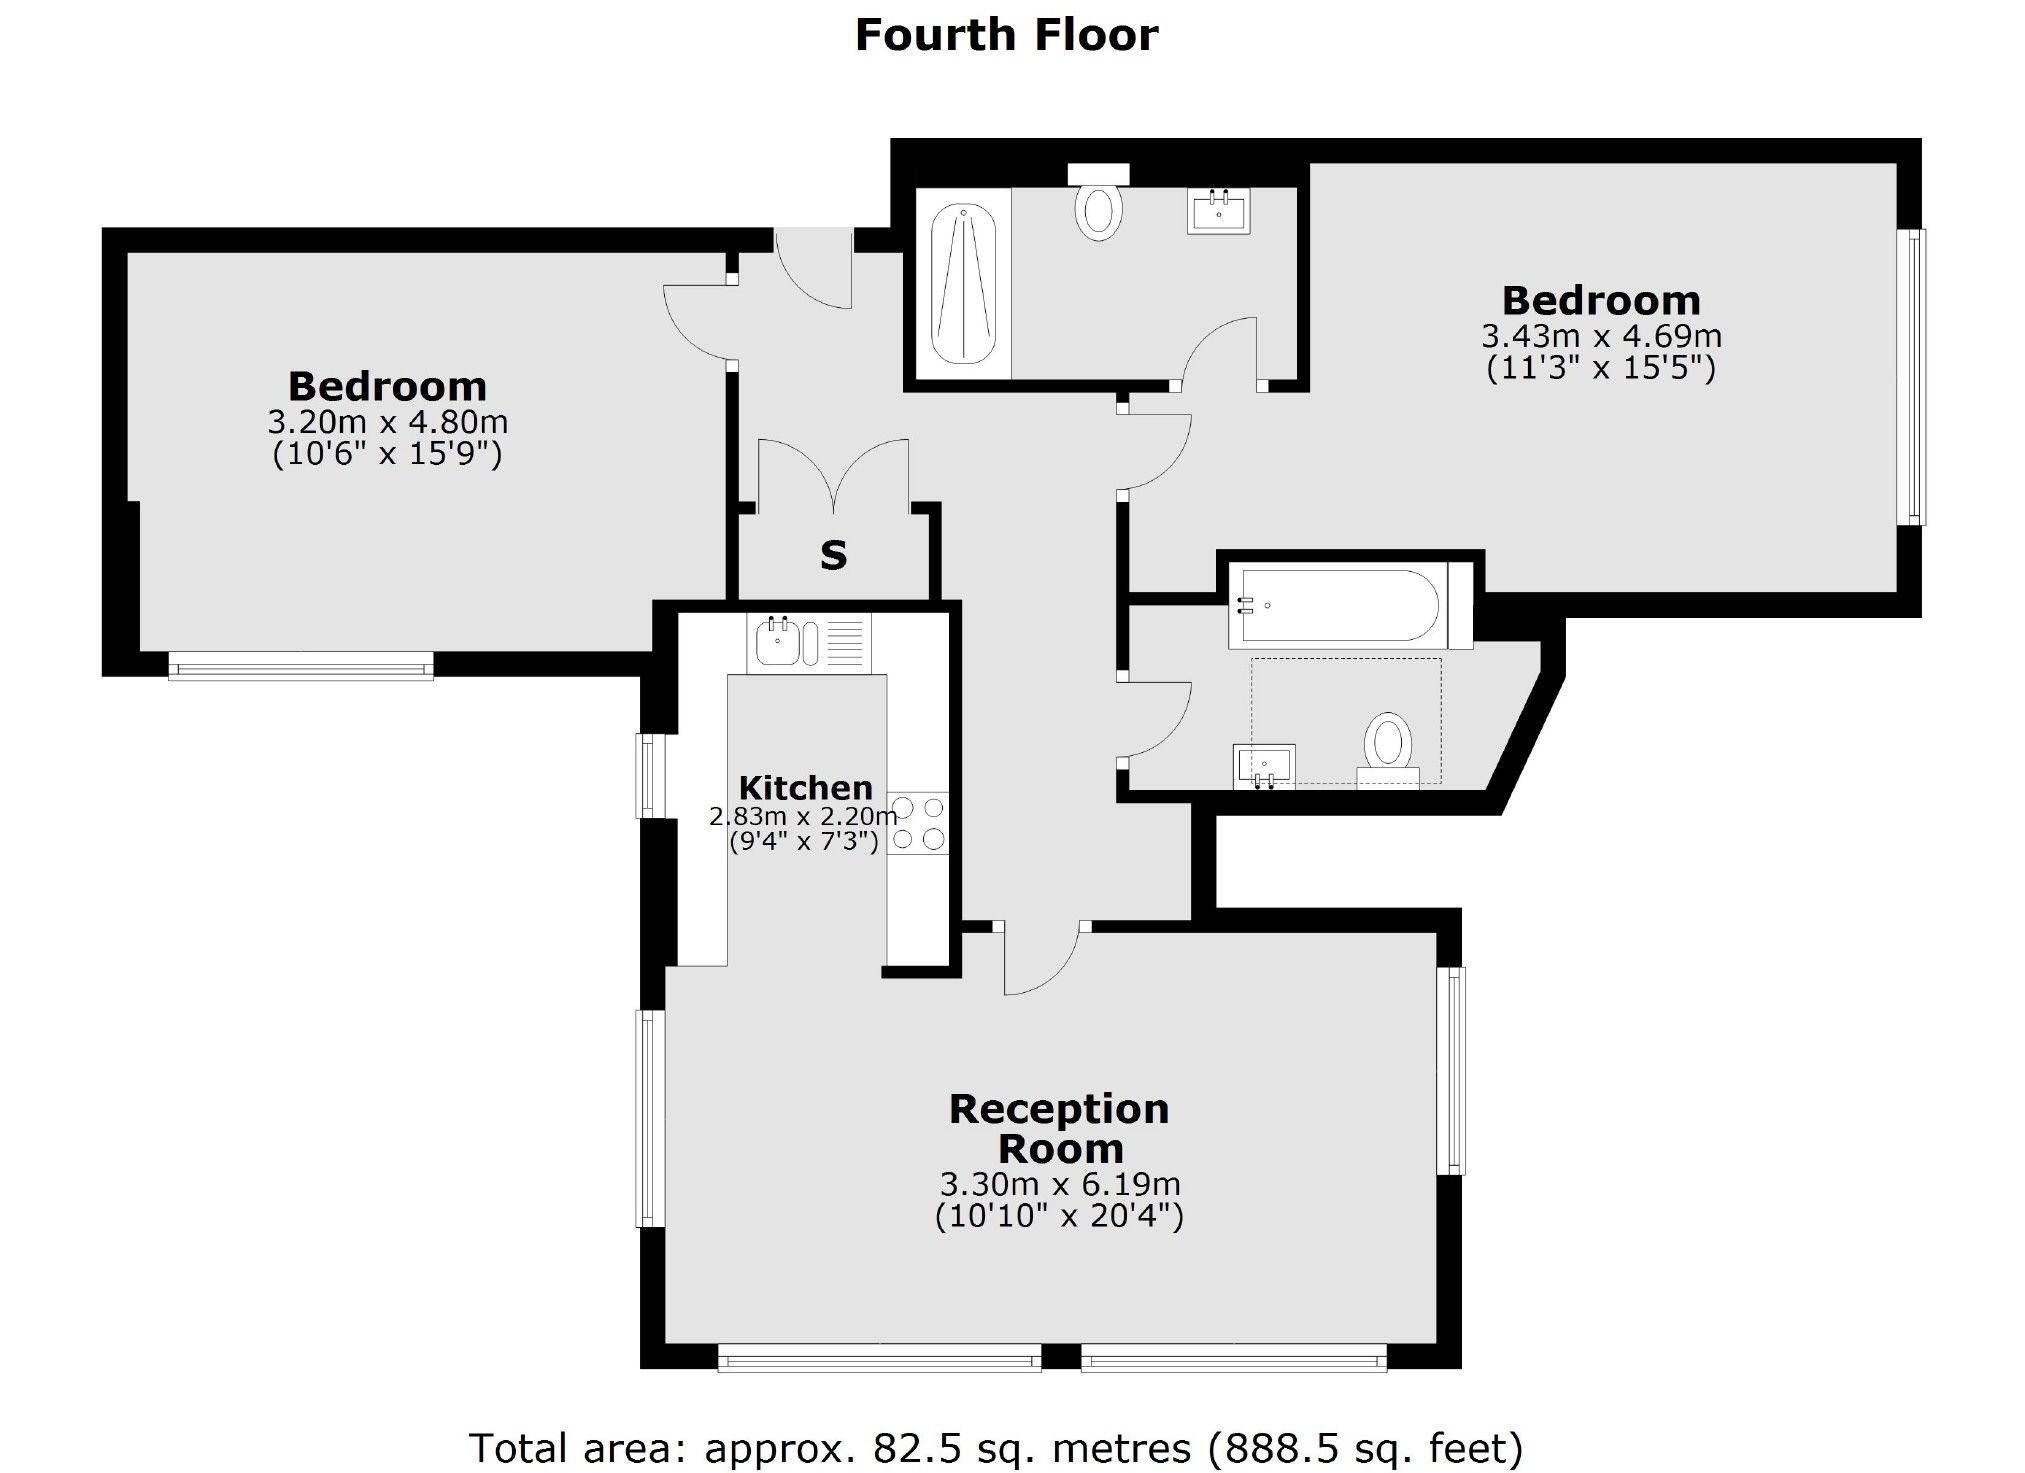 Fourth Floor
Bedroom
3.20m x 4.80m
(10'6" x 15'9")
Bedroom
3.43m x 4.69m
(11'3" x 15'5")
S
Kitchen
2.83m x 2.20m
(9'4" x 7'3")
Reception
Room
3.30m x 6.19m
(10'10" x 20'4")
Total area: approx. 82.5 sq. metres (888.5 sq. feet)